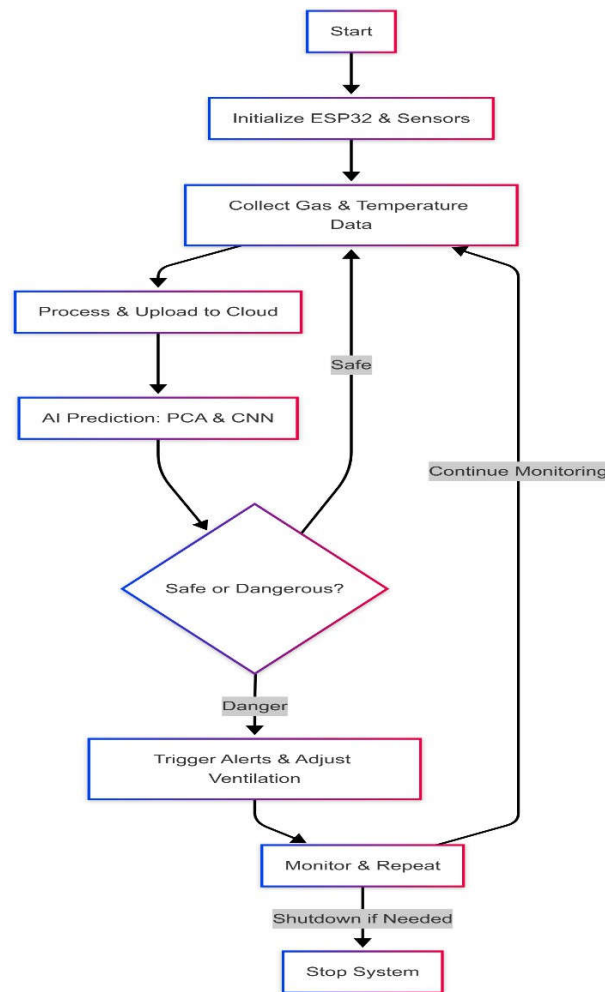 Start
Initialize ESP32 & Sensors
Collect Gas & Temperature
Data
Process & Upload to Cloud
Safe
AI Prediction: PCA & CNN
Continue Monitoring
Safe or Dangerous?
Danger
Trigger Alerts & Adjust
Ventilation
Monitor & Repeat
Shutdown if Needed
Stop System